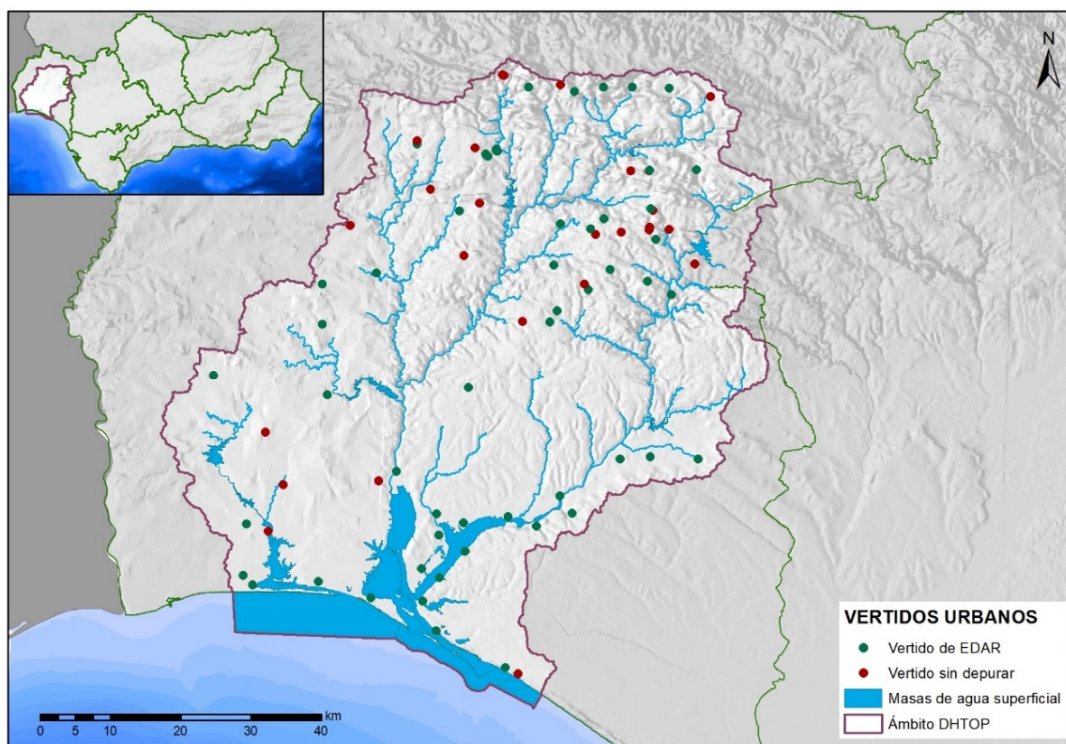 N
VERTIDOS URBANOS
Vertido de EDAR
Vertido sin depurar
Masas de agua superficial
Ámbito DHTOP
km
0 5 10 20 30 40